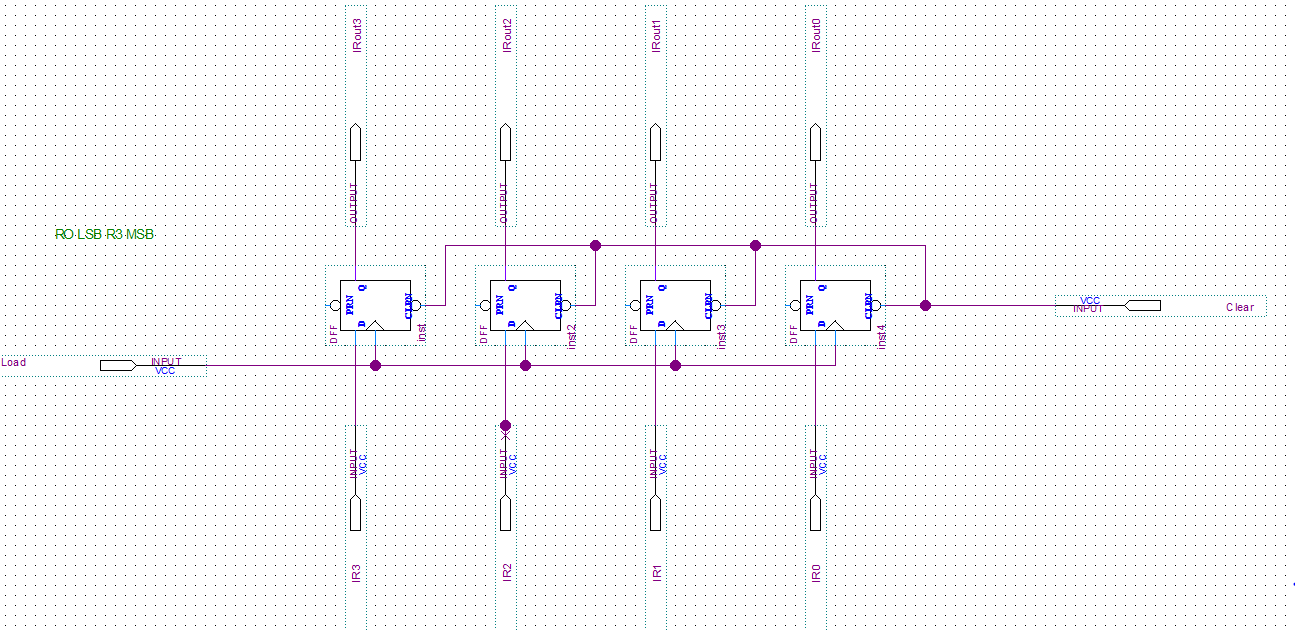 IRout3
IRout2
IRout1
IRout0
OUTPUT
OUTPUT
OUTPUT
OUTPUT
RO LSB R3 MSB
Q
PRN
CLRN
D
DFF
inst
Q
PRN
CLRN
D
DFF
inst2
Q
PRN
CLRN
D
DFF
inst3
Q
PRN
CLRN
D
DFF
inst4
VCC
INPUT
Clear
Load
INPUT
VCC
INPUT
VCC
INPUT
VCC
INPUT
VCC
INPUT
VCC
IR3
IR2
IR1
IR0